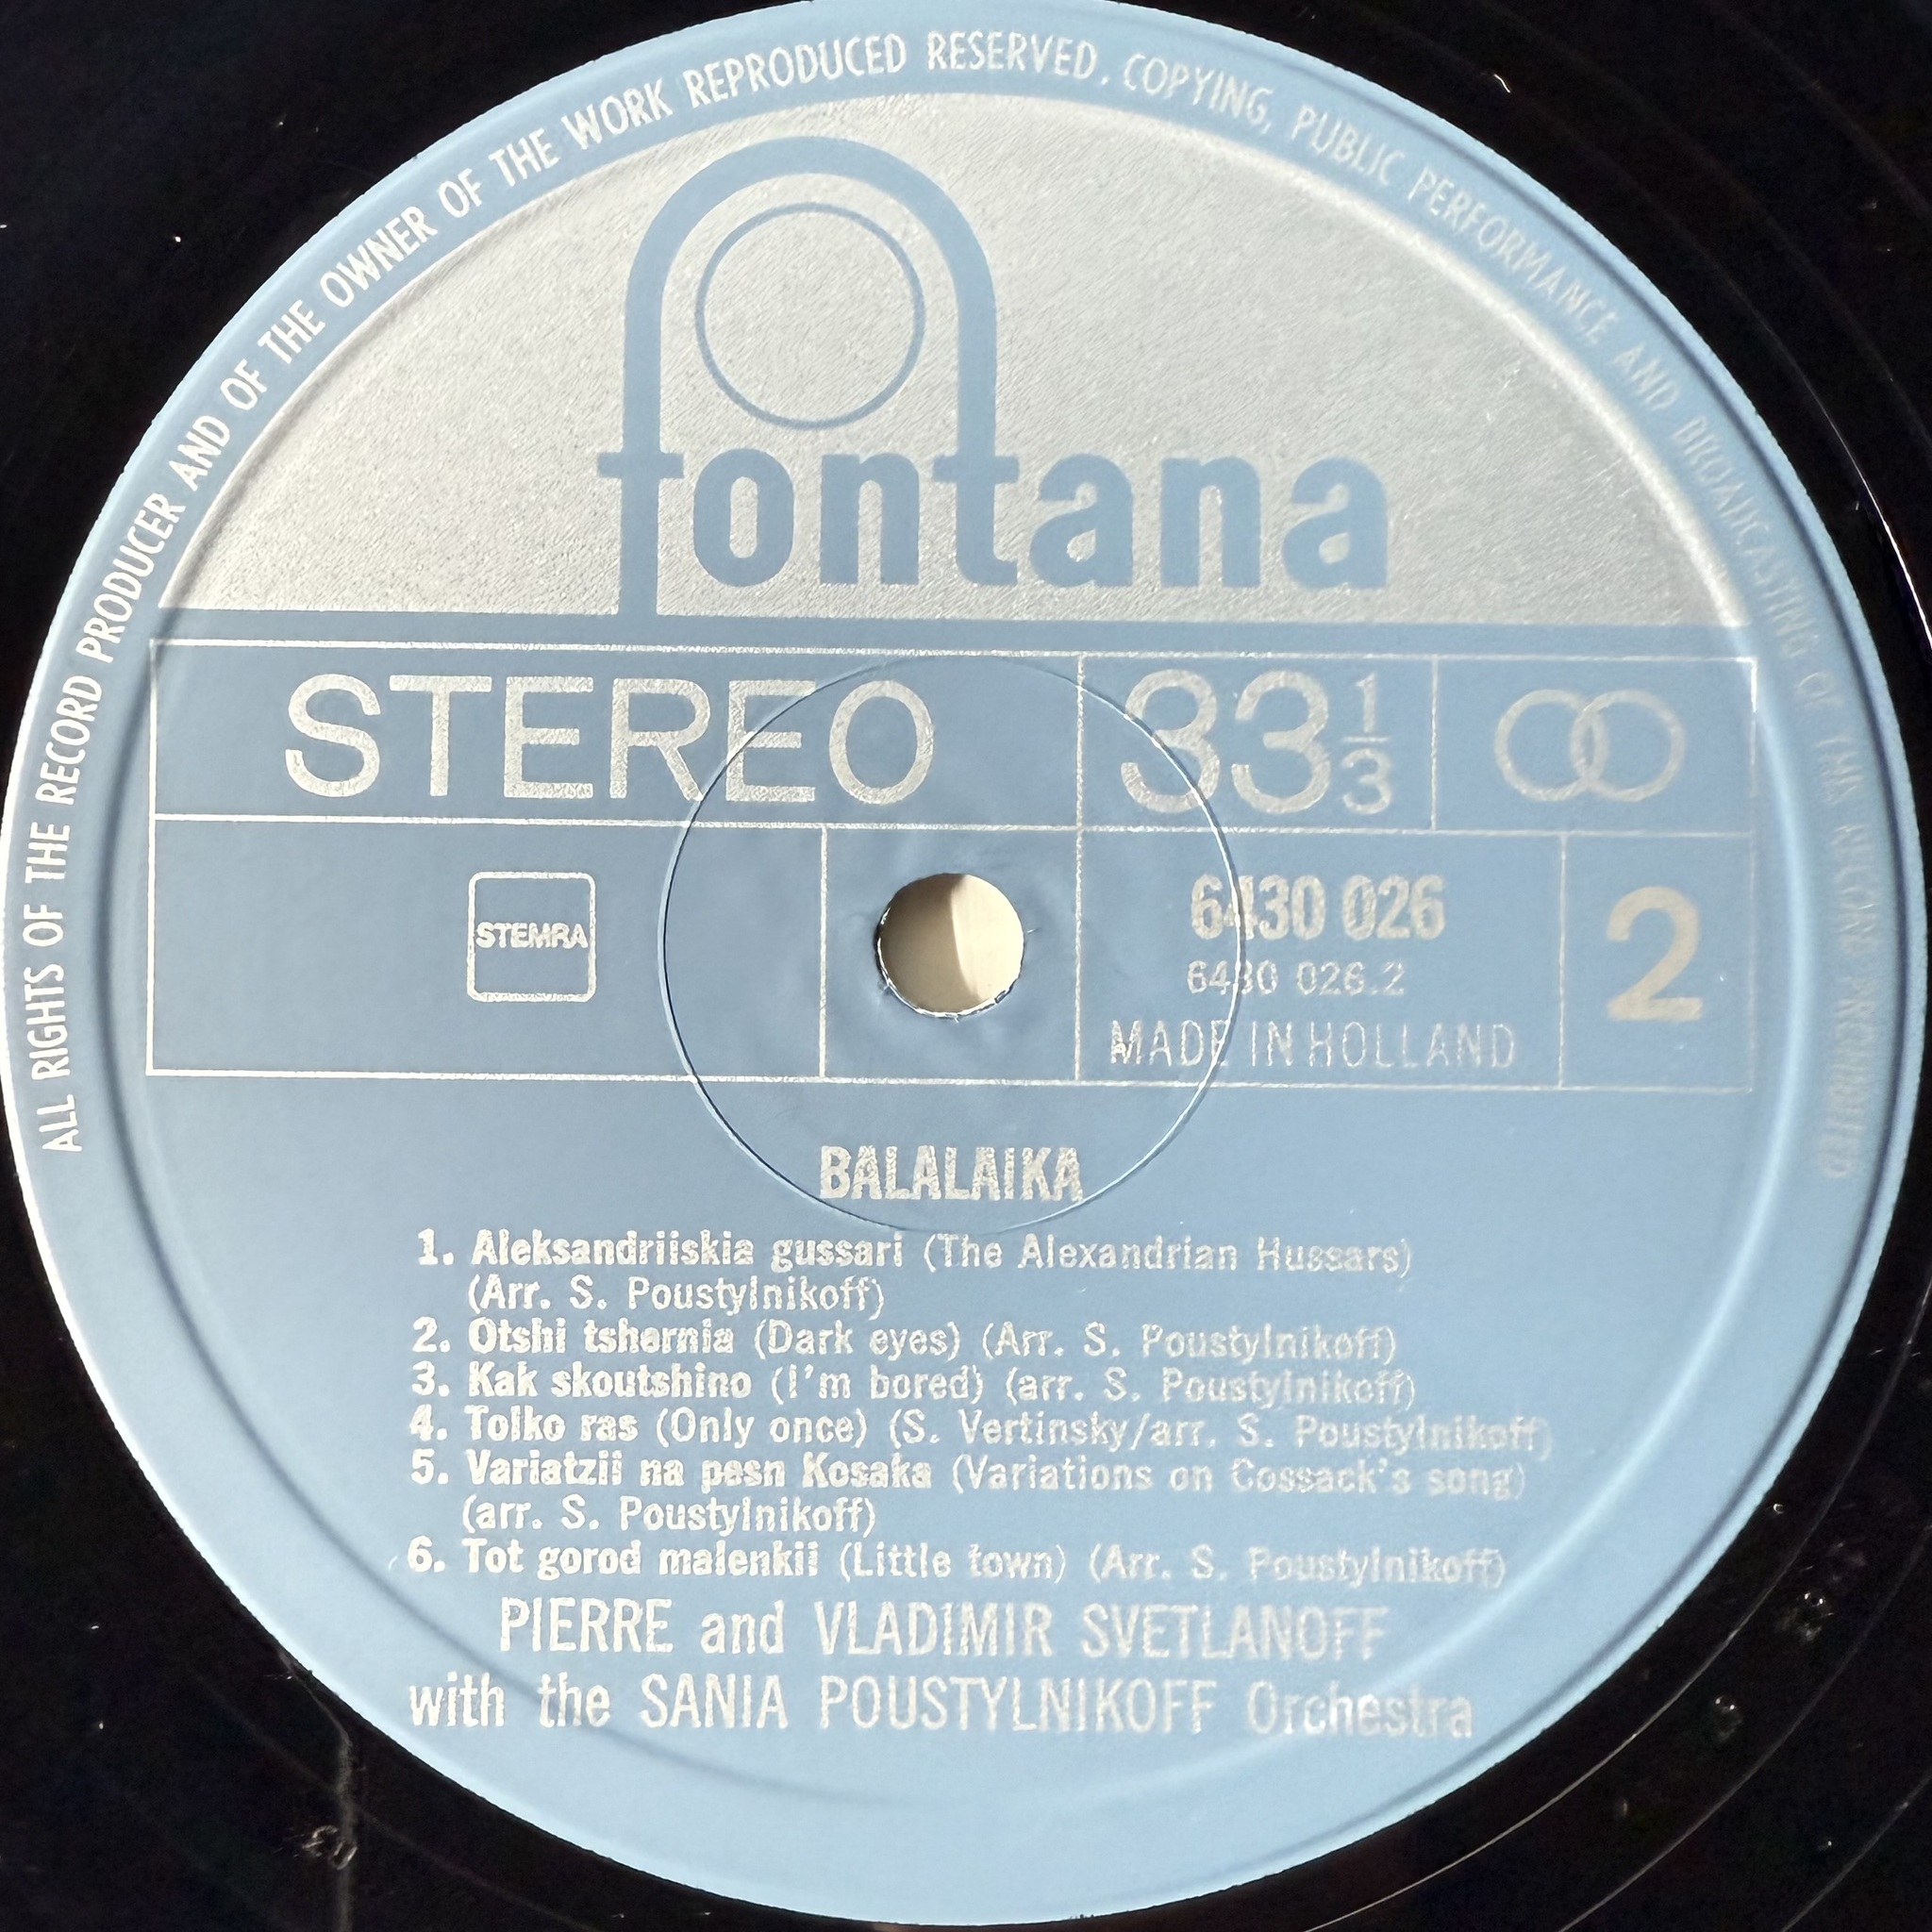 ALL RIGHTS OF THE RECORD PRODUCER AND OF THE OWNER OF THE WORK REPRODUCED RESERVED. COPYING, PUBLIC PERFORMANCE AND BROADCASTING OF THIS RECORD PROHIBITED
fontana
STEREO 33 1/3
STEMRA
6430 026
6430 026.2
MADE IN HOLLAND
2
BALALAIKA
1. Aleksandriiskia gussari (The Alexandrian Hussars)
(Arr. S. Poustylnikoff)
2. Otshi tshernia (Dark eyes) (Arr. S. Poustylnikoff)
3. Kak skoutshino (I'm bored) (arr. S. Poustylnikoff)
4. Tolko ras (Only once) (S. Vertinsky/arr. S. Poustylnikoff)
5. Variatzii na pesn Kosaka (Variations on Cossack's song)
(arr. S. Poustylnikoff)
6. Tot gorod malenkii (Little town) (Arr. S. Poustylnikoff)
PIERRE and VLADIMIR SVETLANOFF
with the SANIA POUSTYLNIKOFF Orchestra